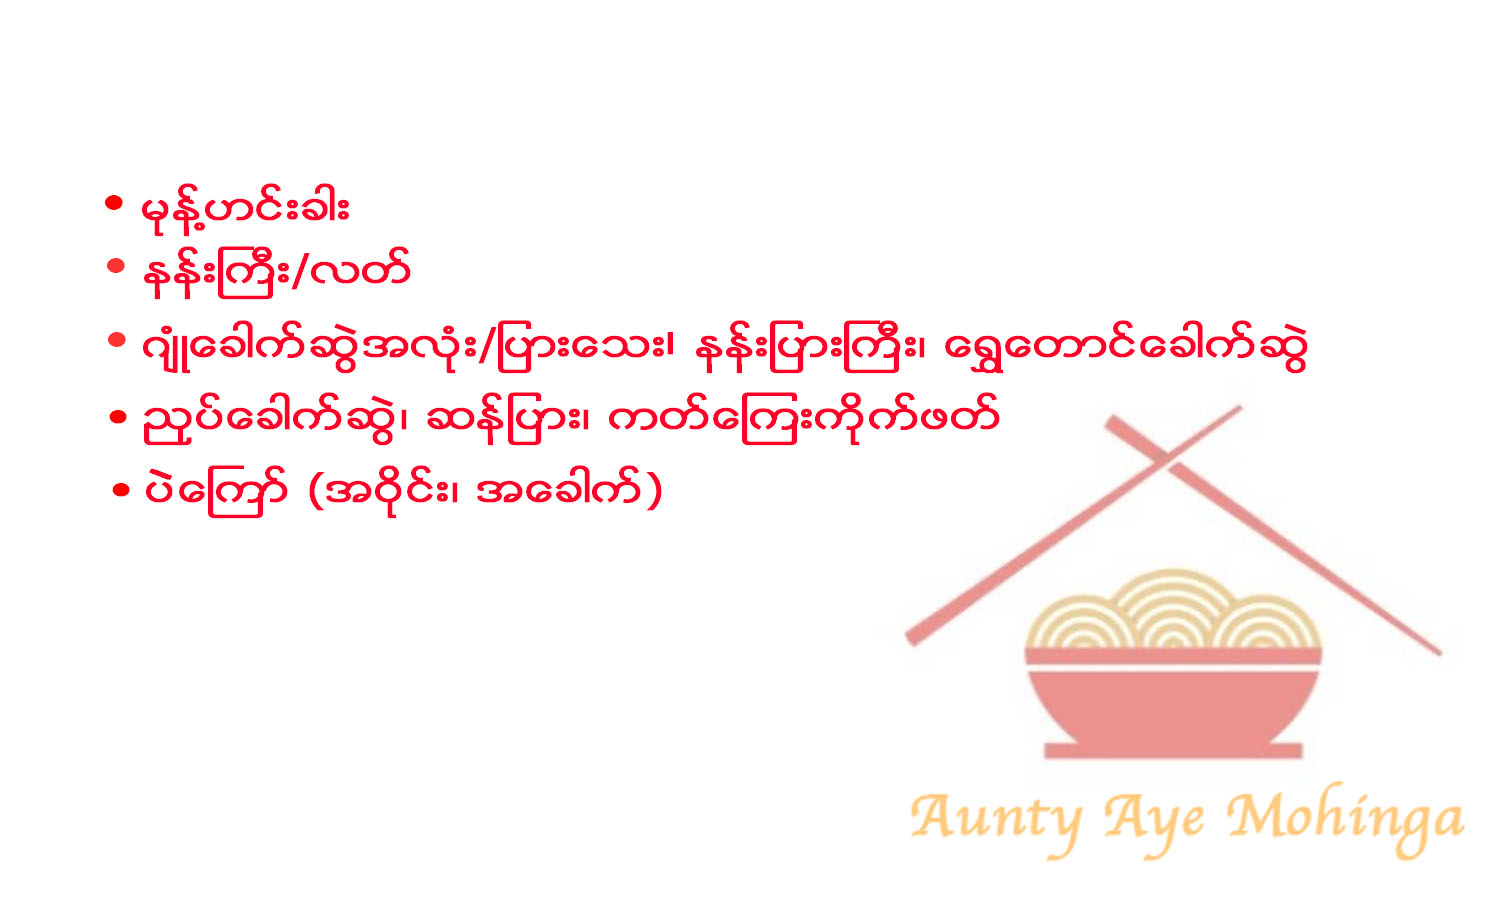 • မုန့်ဟင်းခါး
• နန်းကြီး/လတ်
• ဂျုံခေါက်ဆွဲအလုံး/ပြားသေး၊ နန်းပြားကြီး၊ ရွှေတောင်ခေါက်ဆွဲ
• ညှပ်ခေါက်ဆွဲ၊ ဆန်ပြား၊ ကတ်ကြေးကိုက်ဖတ်
• ပဲကြော် (အဝိုင်း၊ အခေါက်)
Aunty Aye Mohinga